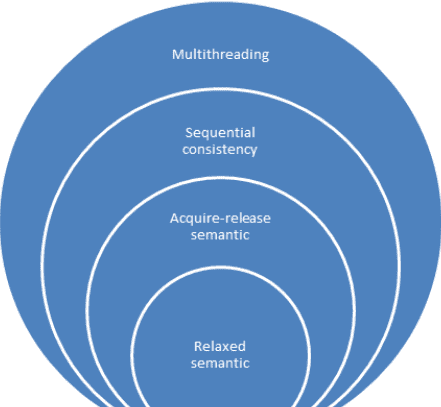 Multithreading
Sequential
consistency
Acquire-release
semantic
Relaxed
semantic